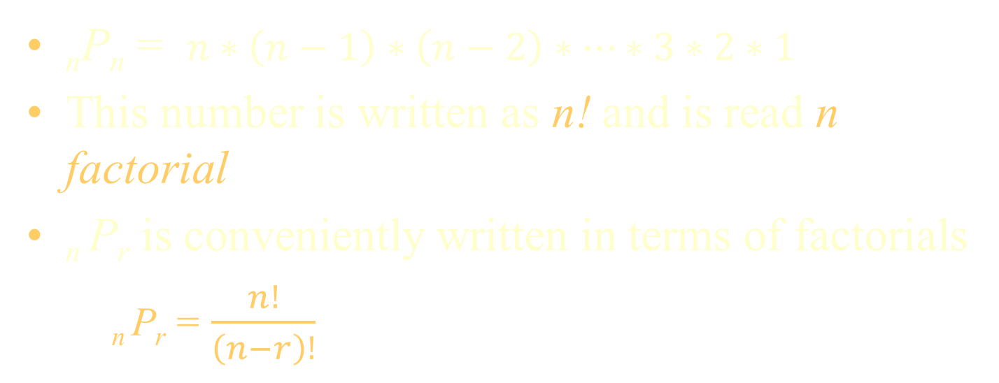 • nPn = n ∗ (n − 1) ∗ (n − 2) ∗ ⋯ ∗ 3 ∗ 2 ∗ 1
• This number is written as n! and is read n
factorial
• nPr is conveniently written in terms of factorials
nPr = n! / (n−r)!